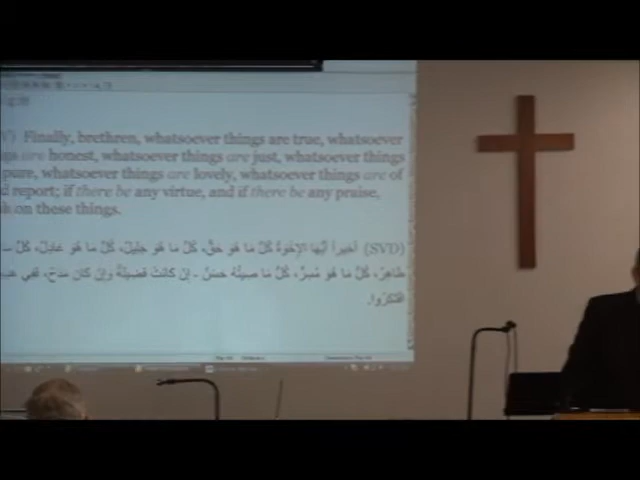 V) Finally, brethren, whatsoever things are true, whatsoever
gs are honest, whatsoever things are just, whatsoever things
pure, whatsoever things are lovely, whatsoever things are of
d report; if there be any virtue, and if there be any praise,
k on these things.
(SVD) أخيراً أيها الإخوة كل ما هو حق، كل ما هو جليل، كل ما هو عادل، كل
طاهر، كل ما هو مسر، كل ما صيته حسن - إن كانت فضيلة وإن كان مدح، ففي
افتكروا.